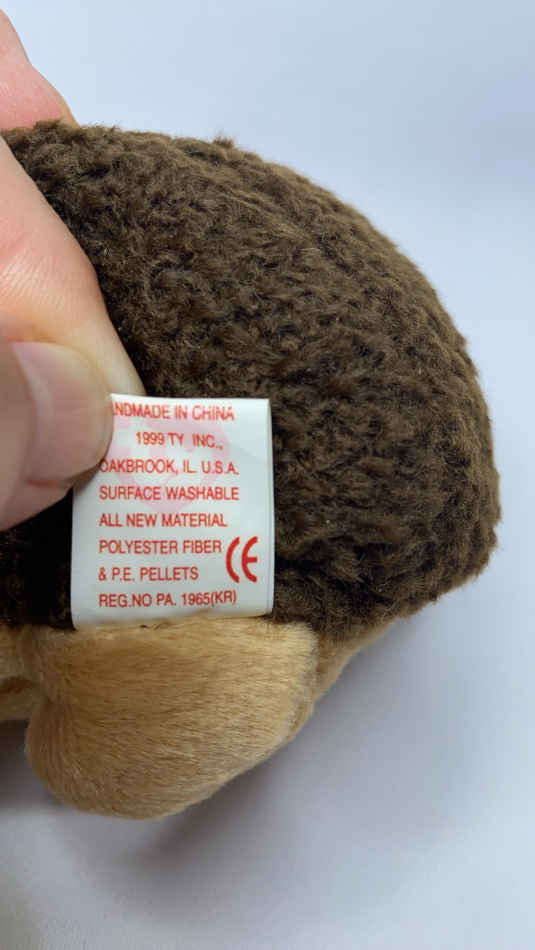 ANDMADE IN CHINA
1999 TY INC.,
OAKBROOK, IL. U.S.A.
SURFACE WASHABLE
ALL NEW MATERIAL
POLYESTER FIBER
& P.E. PELLETS
CE
REG.NO PA. 1965(KR)